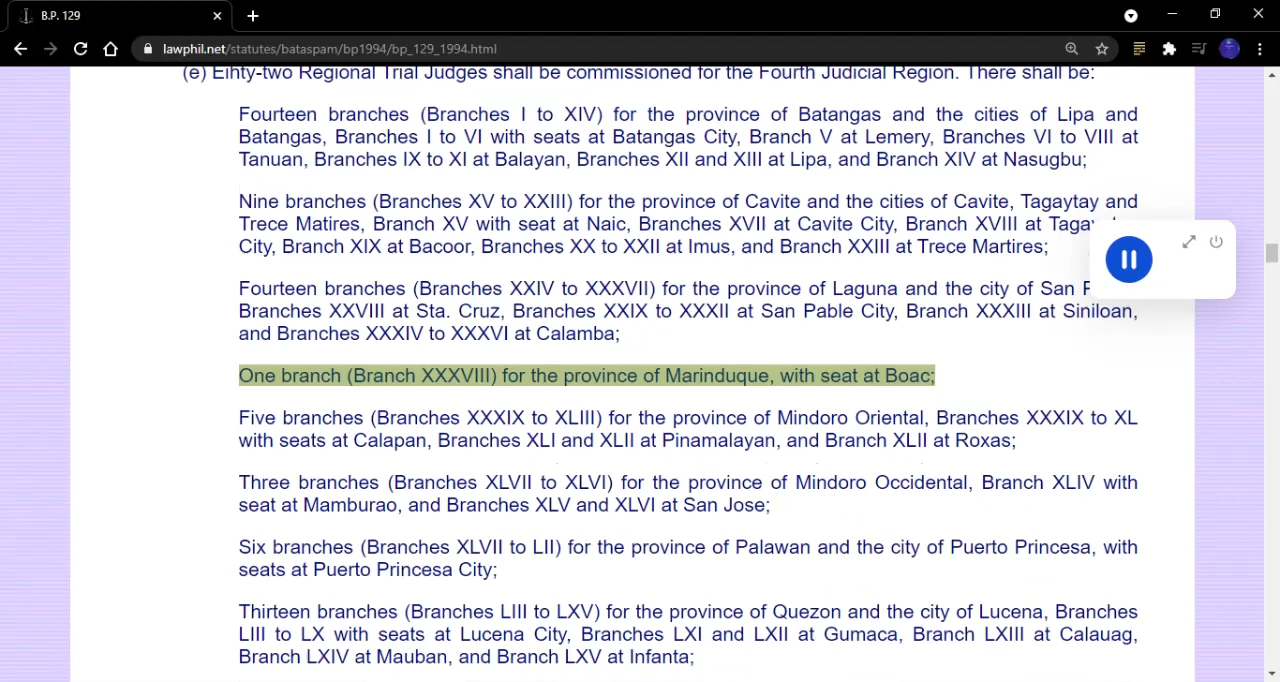 B.P. 129
lawphil.net/statutes/bataspam/bp1994/bp_129_1994.html
(e) Eihty-two Regional Trial Judges shall be commissioned for the Fourth Judicial Region. There shall be:
Fourteen branches (Branches I to XIV) for the province of Batangas and the cities of Lipa and
Batangas, Branches I to VI with seats at Batangas City, Branch V at Lemery, Branches VI to VIII at
Tanuan, Branches IX to XI at Balayan, Branches XII and XIII at Lipa, and Branch XIV at Nasugbu;
Nine branches (Branches XV to XXIII) for the province of Cavite and the cities of Cavite, Tagaytay and
Trece Matires, Branch XV with seat at Naic, Branches XVII at Cavite City, Branch XVIII at
City, Branch XIX at Bacoor, Branches XX to XXII at Imus, and Branch XXIII at Trece Martires;
Fourteen branches (Branches XXIV to XXXVII) for the province of Laguna and the city of San
Branches XXVIII at Sta. Cruz, Branches XXIX to XXXII at San Pable City, Branch XXXIII at Siniloan,
and Branches XXXIV to XXXVI at Calamba;
One branch (Branch XXXVIII) for the province of Marinduque, with seat at Boac;
Five branches (Branches XXXIX to XLIII) for the province of Mindoro Oriental, Branches XXXIX to XL
with seats at Calapan, Branches XLI and XLII at Pinamalayan, and Branch XLII at Roxas;
Three branches (Branches XLVII to XLVI) for the province of Mindoro Occidental, Branch XLIV with
seat at Mamburao, and Branches XLV and XLVI at San Jose;
Six branches (Branches XLVII to LII) for the province of Palawan and the city of Puerto Princesa, with
seats at Puerto Princesa City;
Thirteen branches (Branches LIII to LXV) for the province of Quezon and the city of Lucena, Branches
LIII to LX with seats at Lucena City, Branches LXI and LXII at Gumaca, Branch LXIII at Calauag,
Branch LXIV at Mauban, and Branch LXV at Infanta;